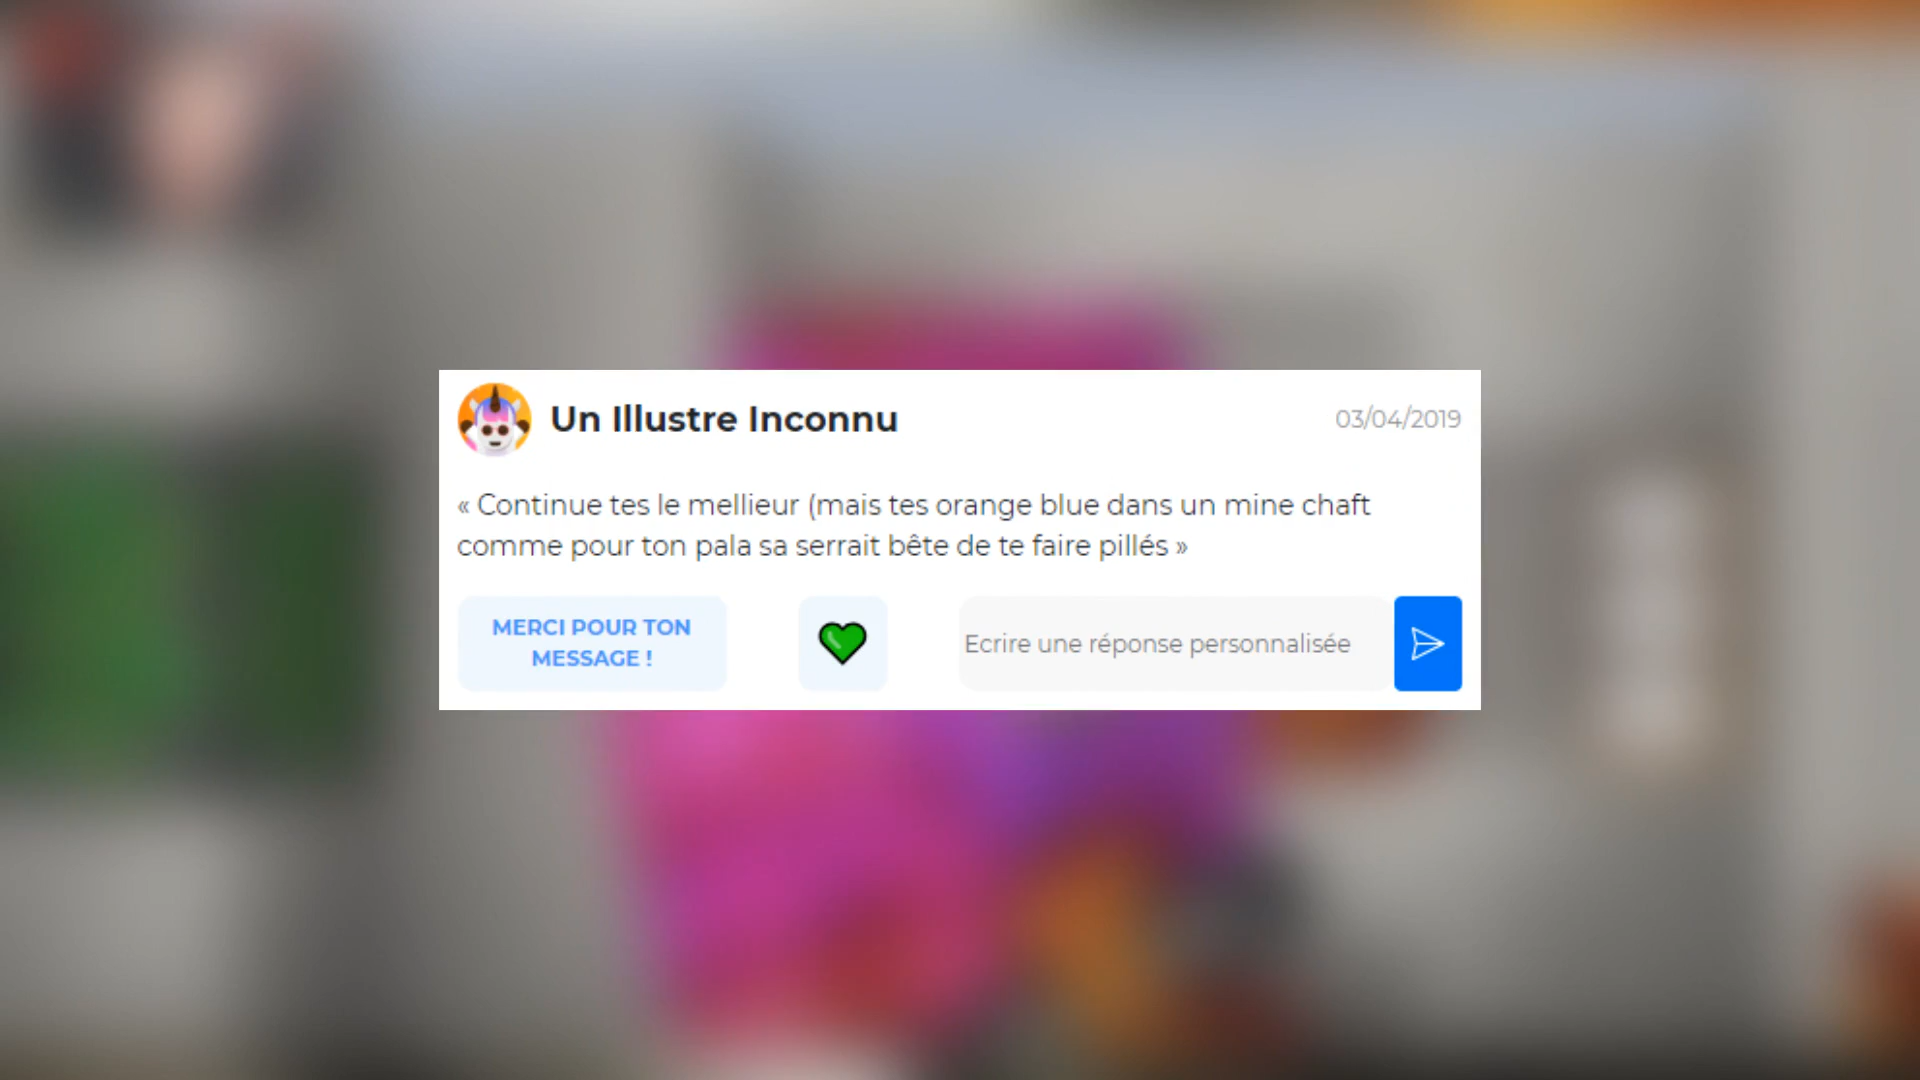 Un Illustre Inconnu
03/04/2019
« Continue tes le mellieur (mais tes orange blue dans un mine chaft
comme pour ton pala sa serrait bête de te faire pillés »
MERCI POUR TON
MESSAGE !
Ecrire une réponse personnalisée